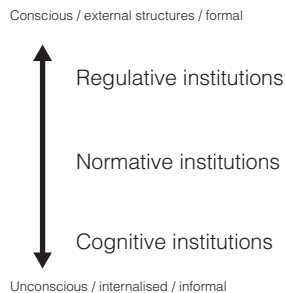 Conscious / external structures / formal
Regulative institutions
Normative institutions
Cognitive institutions
Unconscious / internalised / informal